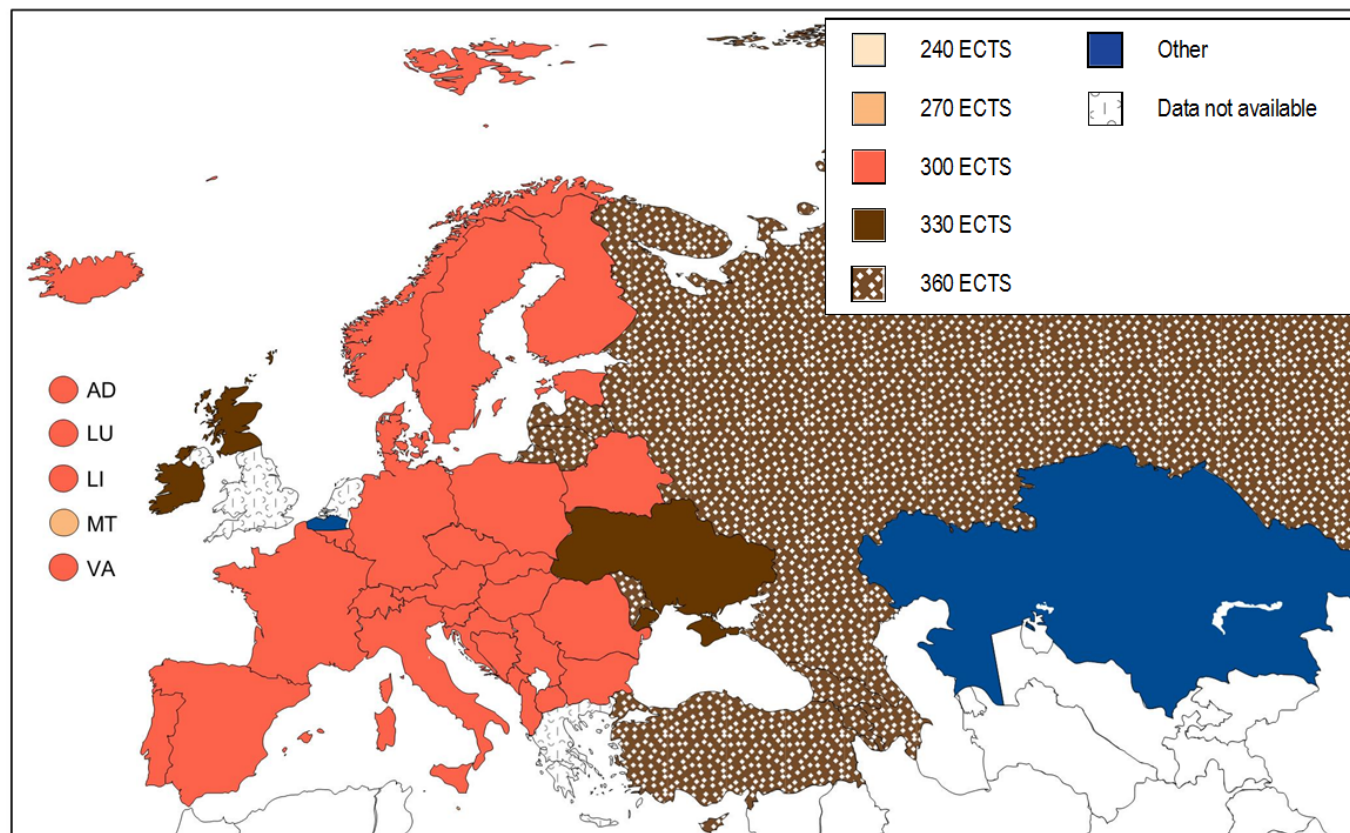 240 ECTS
270 ECTS
300 ECTS
330 ECTS
360 ECTS
Other
Data not available
AD
LU
LI
MT
VA